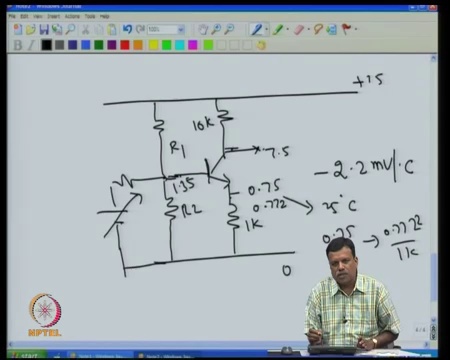 File Edit View Insert Actions Tools Help
B I
+15
10k
R1
7.5
1.35
-2.2 mV/°C
0.75
0.772
25°C
R2
1K
0.75
0.772
1k
0
NPTEL
start